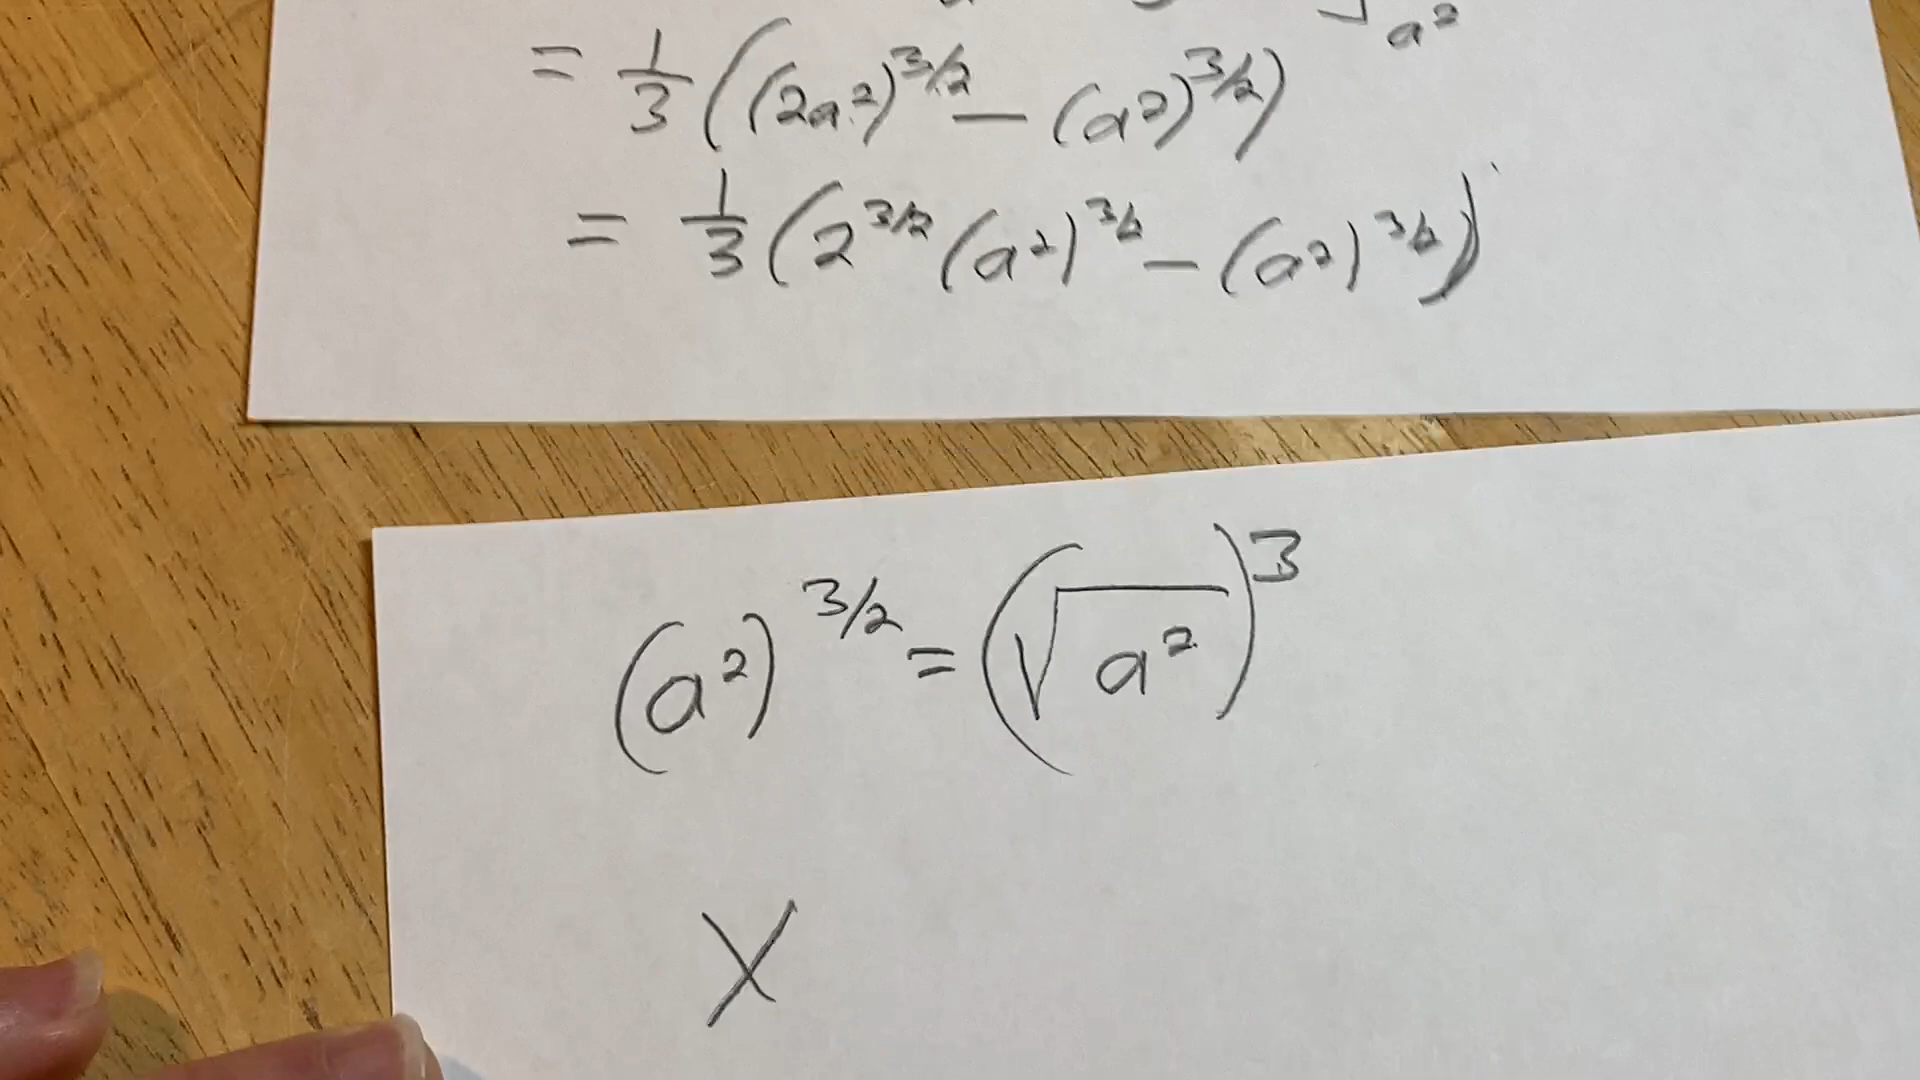 a²
= 1/3 ((2a²)^3/2 − (a²)^3/2)
= 1/3 (2^3/2 (a²)^3/2 − (a²)^3/2)
(a²)^3/2 = (√a²)^3
X